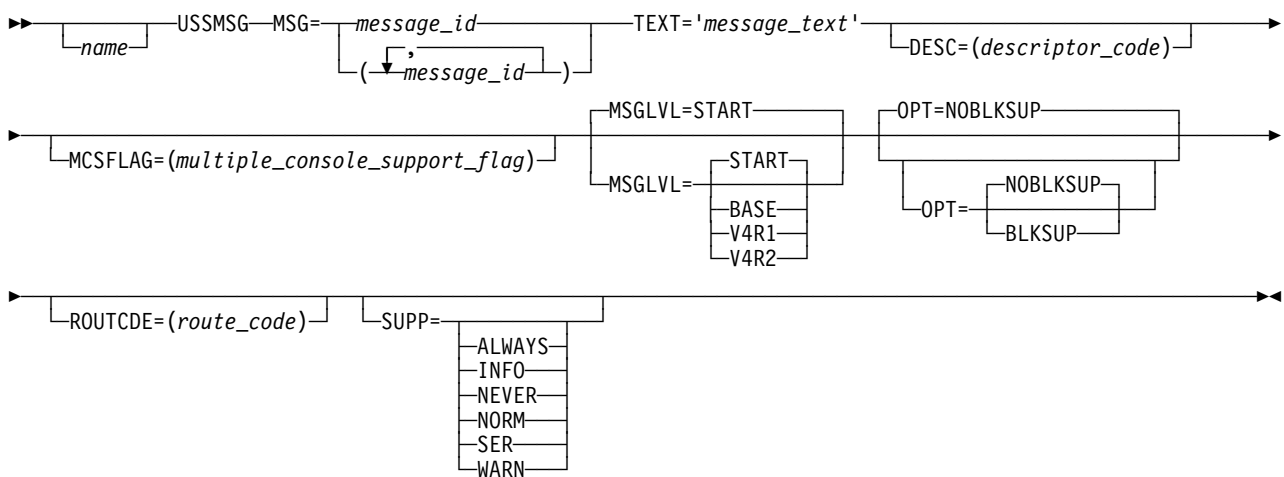 USSMSG MSG= message_id TEXT='message_text'
name , DESC=(descriptor_code)
( message_id )
MSGLVL=START OPT=NOBLKSUP
MCSFLAG=(multiple_console_support_flag) START NOBLKSUP
MSGLVL= OPT=
BASE BLKSUP
V4R1
V4R2
ROUTCDE=(route_code) SUPP=
ALWAYS
INFO
NEVER
NORM
SER
WARN